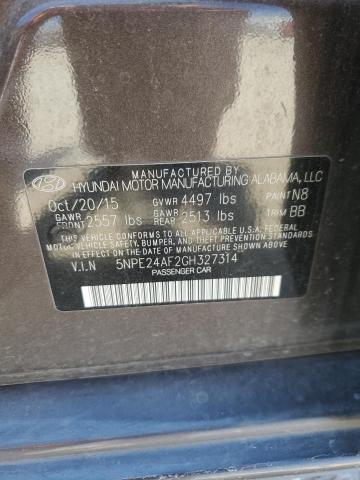 MANUFACTURED BY
HYUNDAI MOTOR MANUFACTURING ALABAMA, LLC
Oct/20/15 GVWR 4497 lbs PAINT N8
GAWR FRONT 2557 lbs GAWR REAR 2513 lbs TRIM BB
THIS VEHICLE CONFORMS TO ALL APPLICABLE U.S.A. FEDERAL
MOTOR VEHICLE SAFETY, BUMPER, AND THEFT PREVENTION
STANDARDS IN EFFECT ON THE DATE OF MANUFACTURE SHOWN ABOVE.
V.I.N 5NPE24AF2GH327314
PASSENGER CAR